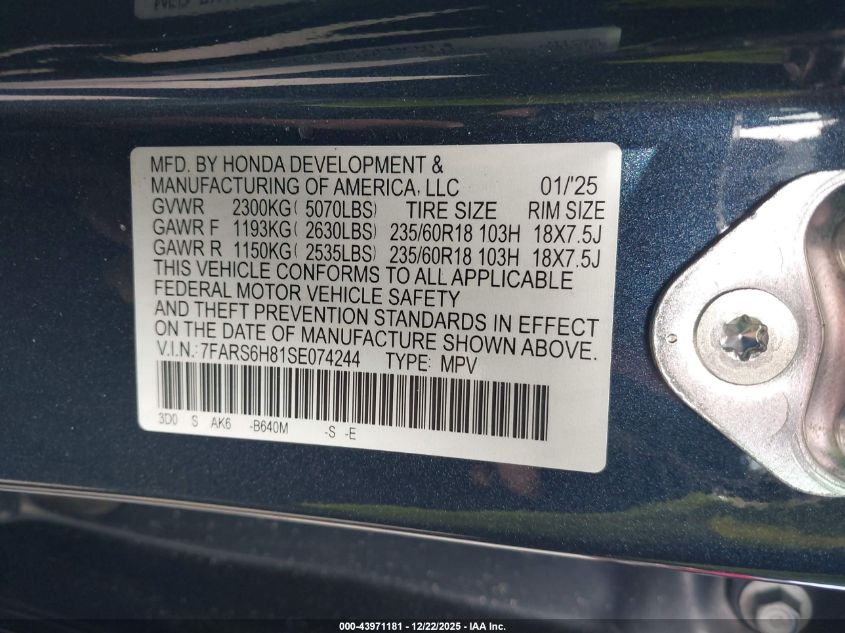 MFD. BY HONDA DEVELOPMENT &
MANUFACTURING OF AMERICA, LLC 01/'25
GVWR 2300KG( 5070LBS) TIRE SIZE RIM SIZE
GAWR F 1193KG( 2630LBS) 235/60R18 103H 18X7.5J
GAWR R 1150KG( 2535LBS) 235/60R18 103H 18X7.5J
THIS VEHICLE CONFORMS TO ALL APPLICABLE
FEDERAL MOTOR VEHICLE SAFETY
AND THEFT PREVENTION STANDARDS IN EFFECT
ON THE DATE OF MANUFACTURE SHOWN ABOVE.
V.I.N.: 7FARS6H81SE074244 TYPE: MPV
3D0 S AK6 -B640M -S -E
000-43971181 - 12/22/2025 - IAA Inc.